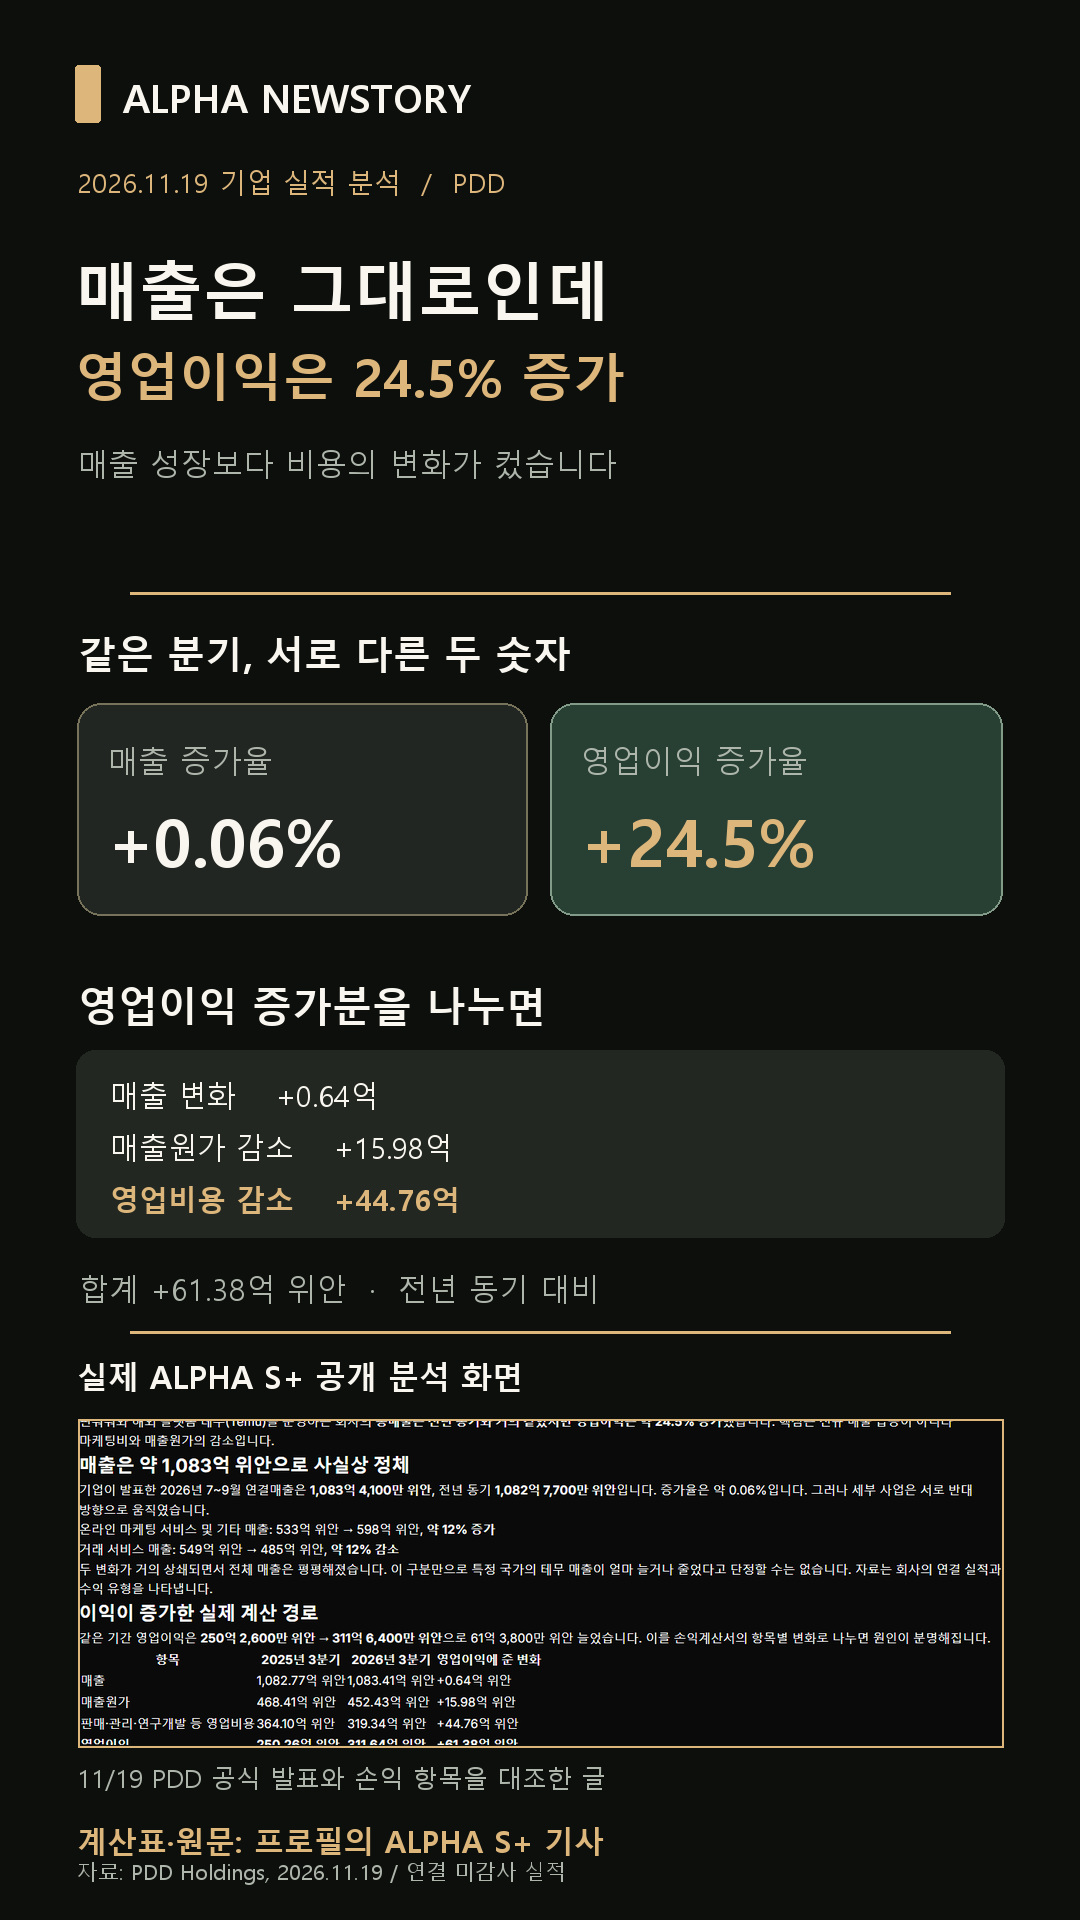 ALPHA NEWSTORY
2026.11.19 기업 실적 분석 / PDD
매출은 그대로인데
영업이익은 24.5% 증가
매출 성장보다 비용의 변화가 컸습니다
같은 분기, 서로 다른 두 숫자
매출 증가율
+0.06%
영업이익 증가율
+24.5%
영업이익 증가분을 나누면
매출 변화 +0.64억
매출원가 감소 +15.98억
영업비용 감소 +44.76억
합계 +61.38억 위안 · 전년 동기 대비
실제 ALPHA S+ 공개 분석 화면
마케팅비와 매출원가의 감소입니다.
매출은 약 1,083억 위안으로 사실상 정체
기업이 발표한 2026년 7~9월 연결매출은 1,083억 4,100만 위안, 전년 동기 1,082억 7,700만 위안입니다. 증가율은 약 0.06%입니다. 그러나 세부 사업은 서로 반대
방향으로 움직였습니다.
온라인 마케팅 서비스 및 기타 매출: 533억 위안 → 598억 위안, 약 12% 증가
거래 서비스 매출: 549억 위안 → 485억 위안, 약 12% 감소
두 변화가 거의 상쇄되면서 전체 매출은 평평해졌습니다. 이 구분만으로 특정 국가의 테무 매출이 얼마 늘거나 줄었다고 단정할 수는 없습니다. 자료는 회사의 연결 실적과
수익 유형을 나타냅니다.
이익이 증가한 실제 계산 경로
같은 기간 영업이익은 250억 2,600만 위안 → 311억 6,400만 위안으로 61억 3,800만 위안 늘었습니다. 이를 손익계산서의 항목별 변화로 나누면 원인이 분명해집니다.
항목 2025년 3분기 2026년 3분기 영업이익에 준 변화
매출 1,082.77억 위안 1,083.41억 위안 +0.64억 위안
매출원가 468.41억 위안 452.43억 위안 +15.98억 위안
판매·관리·연구개발 등 영업비용 364.10억 위안 319.34억 위안 +44.76억 위안
영업이익 250.26억 위안 311.64억 위안 +61.38억 위안
11/19 PDD 공식 발표와 손익 항목을 대조한 글
계산표·원문: 프로필의 ALPHA S+ 기사
자료: PDD Holdings, 2026.11.19 / 연결 미감사 실적